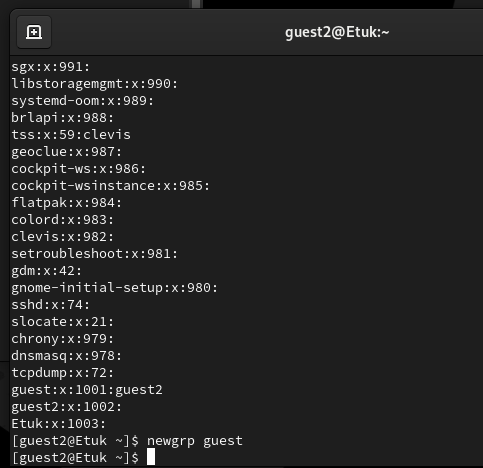 guest2@Etuk:~
sgx:x:991:
libstoragemgmt:x:990:
systemd-oom:x:989:
brlapi:x:988:
tss:x:59:clevis
geoclue:x:987:
cockpit-ws:x:986:
cockpit-wsinstance:x:985:
flatpak:x:984:
colord:x:983:
clevis:x:982:
setroubleshoot:x:981:
gdm:x:42:
gnome-initial-setup:x:980:
sshd:x:74:
slocate:x:21:
chrony:x:979:
dnsmasq:x:978:
tcpdump:x:72:
guest:x:1001:guest2
guest2:x:1002:
Etuk:x:1003:
[guest2@Etuk ~]$ newgrp guest
[guest2@Etuk ~]$